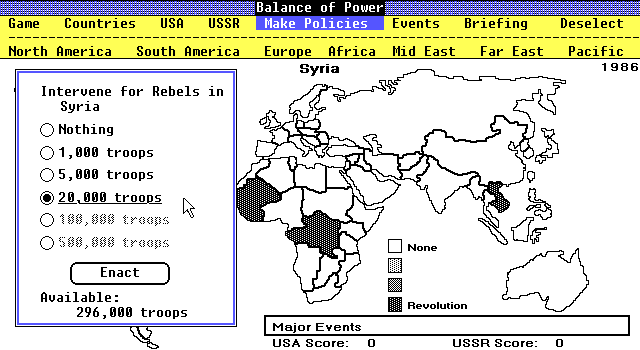 Balance of Power
Game Countries USA USSR Make Policies Events Briefing Deselect
North America South America Europe Africa Mid East Far East Pacific
Syria 1986
Intervene for Rebels in
Syria
Nothing
1,000 troops
5,000 troops
20,000 troops
100,000 troops
500,000 troops
Enact
Available:
296,000 troops
None
Revolution
Major Events
USA Score: 0 USSR Score: 0